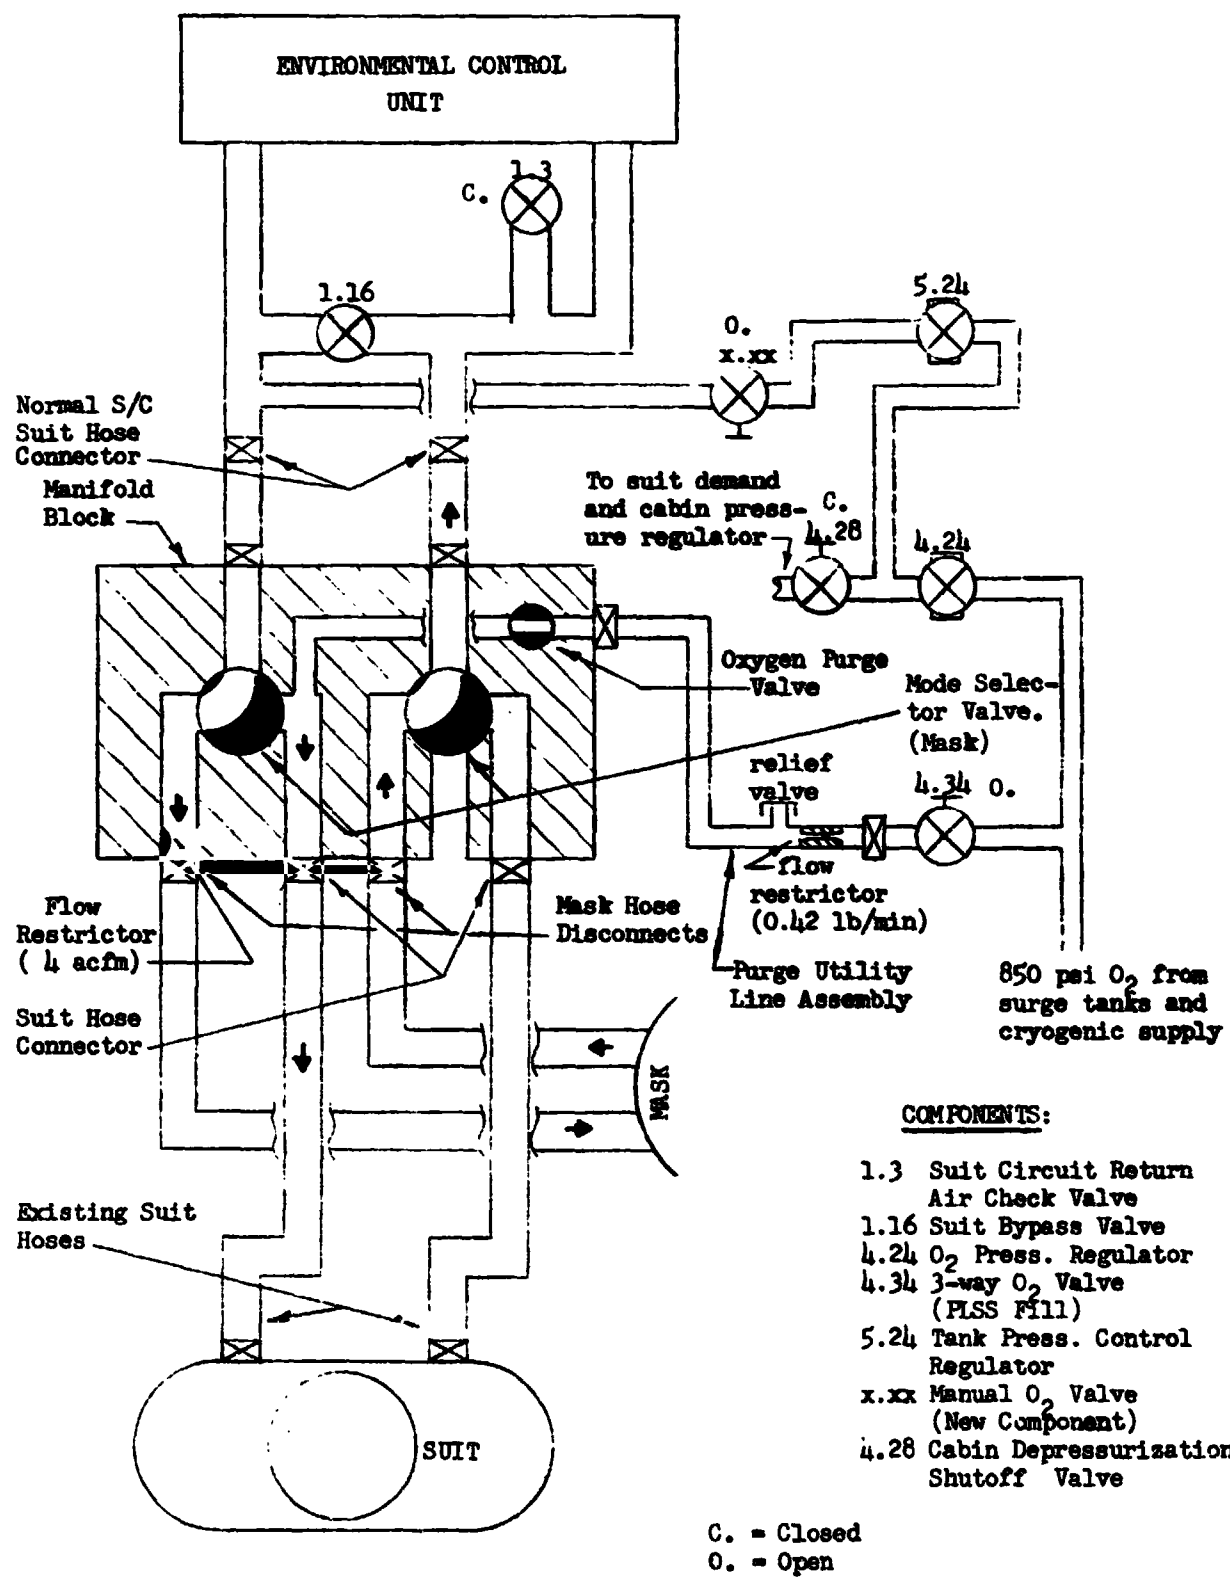 ENVIRONMENTAL CONTROL
UNIT
1.3
C.
1.16
5.24
O.
x.xx
Normal S/C
Suit Hose
Connector
Manifold
Block
To suit demand
and cabin press-
ure regulator
C.
4.28
4.24
Oxygen Purge
Valve
Mode Selec-
tor Valve.
(Mask)
relief
valve
4.34 O.
flow
restrictor
(0.42 lb/min)
Flow
Restrictor
( 4 acfm)
Mask Hose
Disconnects
Purge Utility
Line Assembly
850 psi O2 from
surge tanks and
cryogenic supply
Suit Hose
Connector
MASK
COMPONENTS:
1.3 Suit Circuit Return
Air Check Valve
1.16 Suit Bypass Valve
4.24 O2 Press. Regulator
4.34 3-way O2 Valve
(PLSS Fill)
5.24 Tank Press. Control
Regulator
x.xx Manual O2 Valve
(New Component)
4.28 Cabin Depressurization
Shutoff Valve
Existing Suit
Hoses
SUIT
C. = Closed
O. = Open